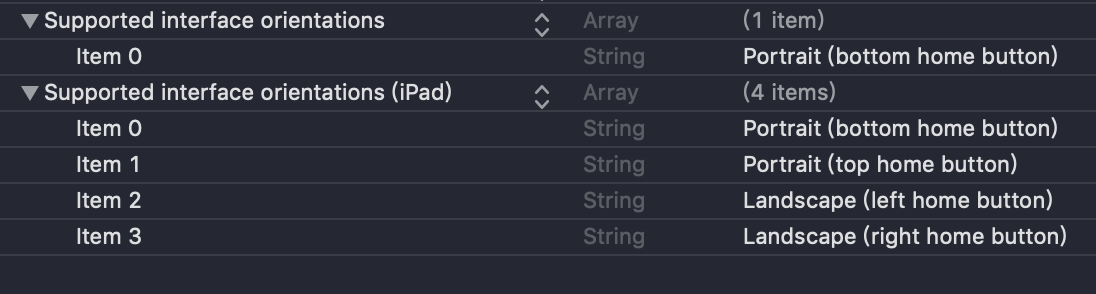 Supported interface orientations Array (1 item)
Item 0 String Portrait (bottom home button)
Supported interface orientations (iPad) Array (4 items)
Item 0 String Portrait (bottom home button)
Item 1 String Portrait (top home button)
Item 2 String Landscape (left home button)
Item 3 String Landscape (right home button)